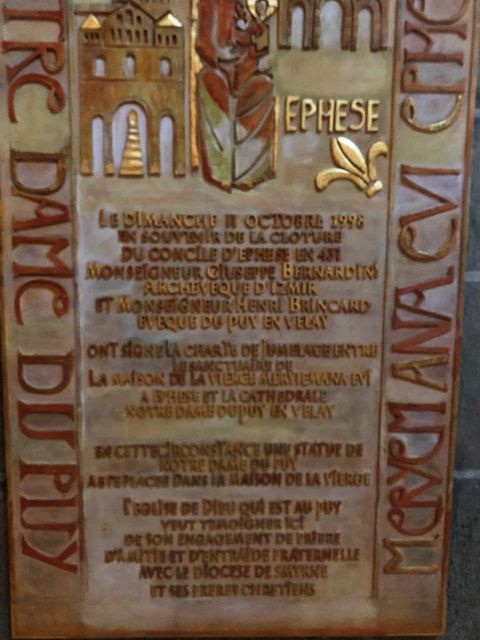 EPHESE
LE DIMANCHE 11 OCTOBRE 1998
EN SOUVENIR DE LA CLOTURE
DU CONCILE D'EPHESE EN 431
MONSEIGNEUR GIUSEPPE BERNARDINI
ARCHEVEQUE D'IZMIR
ET MONSEIGNEUR HENRI BRINCARD
EVEQUE DU PUY EN VELAY
ONT SIGNE LA CHARTE DE JUMELAGE ENTRE
LE SANCTUAIRE DE
LA MAISON DE LA VIERGE MERYEMANA EVI
A EPHESE ET LA CATHEDRALE
NOTRE DAME DU PUY EN VELAY
EN CETTE CIRCONSTANCE UNE STATUE DE
NOTRE DAME DU PUY
A ETE PLACEE DANS LA MAISON DE LA VIERGE
L'EGLISE DE DIEU QUI EST AU PUY
VEUT TEMOIGNER ICI
DE SON ENGAGEMENT DE PRIERE
D'AMITIE ET D'ENTRAIDE FRATERNELLE
AVEC LE DIOCESE DE SMYRNE
ET SES FRERES CHRETIENS
TRE DAME DU PUY
MERYEM ANA EVI